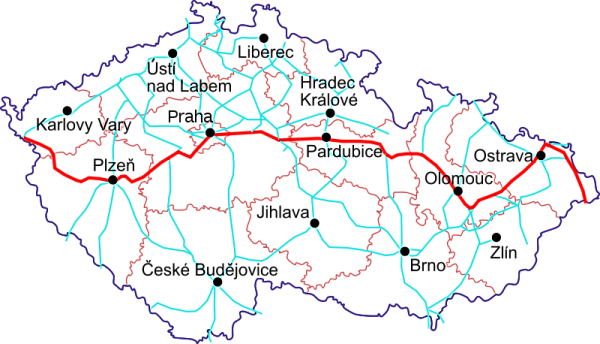 Liberec
Ústí
nad Labem
Hradec
Králové
Karlovy Vary
Praha
Plzeň
Pardubice
Ostrava
Olomouc
Jihlava
Zlín
Brno
České Budějovice